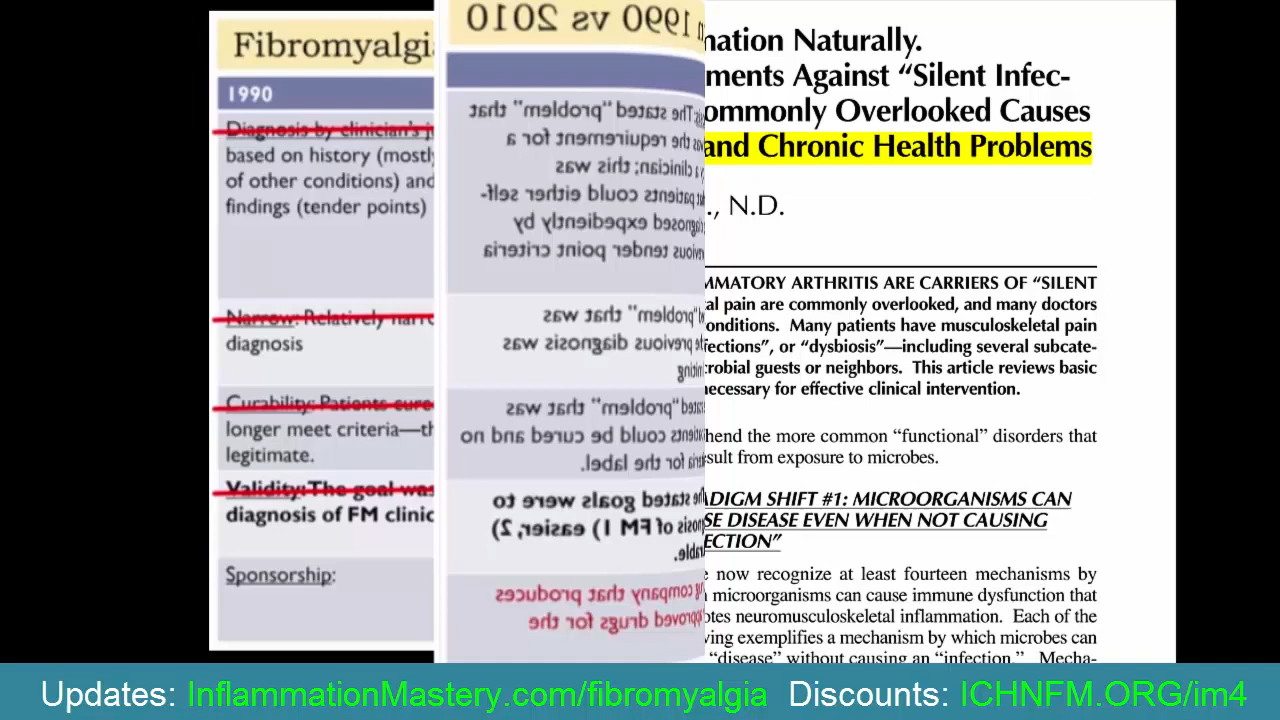 Fibromyalgi
1990
Diagnosis by clinician's j
based on history (mostly
of other conditions) and
findings (tender points)
Narrow: Relatively narr
diagnosis
Curability: Patients cure
longer meet criteria—th
legitimate.
Validity: The goal was
diagnosis of FM clinic
Sponsorship:
1990 vs 2010
The stated "problem" that
the requirement for a
clinician; this was
patients could either self-
expediently by
tender point criteria
"problem" that was
previous diagnosis was
"problem" that was
could be cured and no
for the label.
stated goals were to
of FM 1) easier, 2)
company that produces
drugs for the
mation Naturally.
ments Against “Silent Infec-
ommonly Overlooked Causes
and Chronic Health Problems
., N.D.
MMATORY ARTHRITIS ARE CARRIERS OF “SILENT
al pain are commonly overlooked, and many doctors
onditions. Many patients have musculoskeletal pain
fections”, or “dysbiosis”—including several subcate-
crobial guests or neighbors. This article reviews basic
necessary for effective clinical intervention.
hend the more common “functional” disorders that
sult from exposure to microbes.
ADIGM SHIFT #1: MICROORGANISMS CAN
SE DISEASE EVEN WHEN NOT CAUSING
ECTION”
now recognize at least fourteen mechanisms by
microorganisms can cause immune dysfunction that
otes neuromusculoskeletal inflammation. Each of the
ving exemplifies a mechanism by which microbes can
“disease” without causing an “infection.” Mecha-
Updates: InflammationMastery.com/fibromyalgia Discounts: ICHNFM.ORG/im4